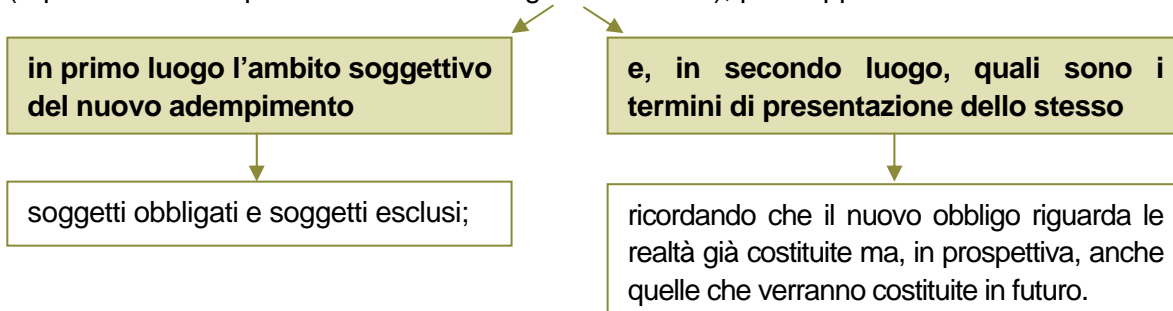 in primo luogo l'ambito soggettivo
del nuovo adempimento
e, in secondo luogo, quali sono i
termini di presentazione dello stesso
soggetti obbligati e soggetti esclusi;
ricordando che il nuovo obbligo riguarda le
realtà già costituite ma, in prospettiva, anche
quelle che verranno costituite in futuro.